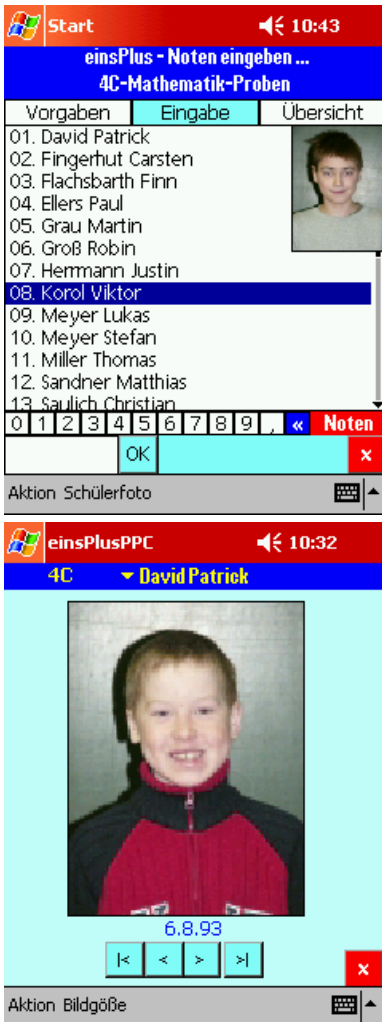 Start 10:43
einsPlus - Noten eingeben ...
4C-Mathematik-Proben
Vorgaben Eingabe Übersicht
01. David Patrick
02. Fingerhut Carsten
03. Flachsbarth Finn
04. Ellers Paul
05. Grau Martin
06. Groß Robin
07. Herrmann Justin
08. Korol Viktor
09. Meyer Lukas
10. Meyer Stefan
11. Miller Thomas
12. Sandner Matthias
13. Saulich Christian
0 1 2 3 4 5 6 7 8 9 , « Noten
OK x
Aktion Schülerfoto
einsPlusPPC 10:32
4C David Patrick
6.8.93
|< < > >| x
Aktion Bildgöße